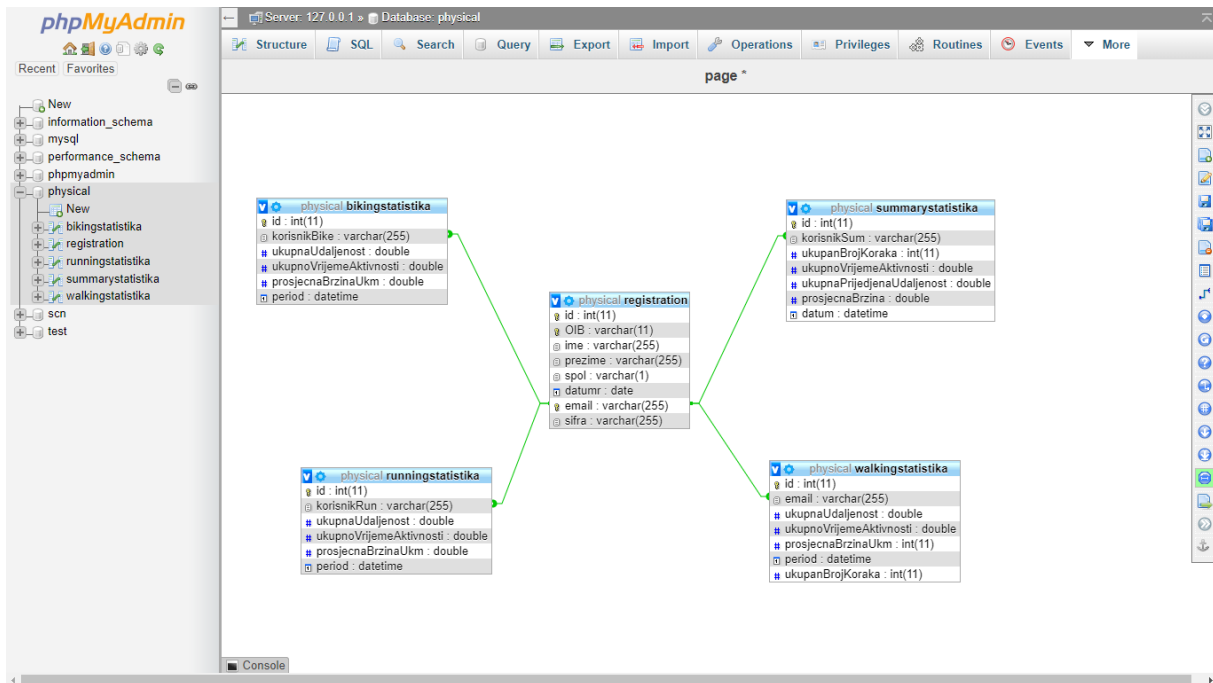 phpMyAdmin
Recent Favorites
New
information_schema
mysql
performance_schema
phpmyadmin
physical
New
bikingstatistika
registration
runningstatistika
summarystatistika
walkingstatistika
scn
test
Server: 127.0.0.1 » Database: physical
Structure SQL Search Query Export Import Operations Privileges Routines Events More
page *
physical bikingstatistika
id : int(11)
korisnikBike : varchar(255)
ukupnaUdaljenost : double
ukupnoVrijemeAktivnosti : double
prosjecnaBrzinaUkm : double
period : datetime
physical summarystatistika
id : int(11)
korisnikSum : varchar(255)
ukupanBrojKoraka : int(11)
ukupnoVrijemeAktivnosti : double
ukupnaPrijedjenaUdaljenost : double
prosjecnaBrzina : double
datum : datetime
physical registration
id : int(11)
OIB : varchar(11)
ime : varchar(255)
prezime : varchar(255)
spol : varchar(1)
datumr : date
email : varchar(255)
sifra : varchar(255)
physical runningstatistika
id : int(11)
korisnikRun : varchar(255)
ukupnaUdaljenost : double
ukupnoVrijemeAktivnosti : double
prosjecnaBrzinaUkm : double
period : datetime
physical walkingstatistika
id : int(11)
email : varchar(255)
ukupnaUdaljenost : double
ukupnoVrijemeAktivnosti : double
prosjecnaBrzinaUkm : int(11)
period : datetime
ukupanBrojKoraka : int(11)
Console